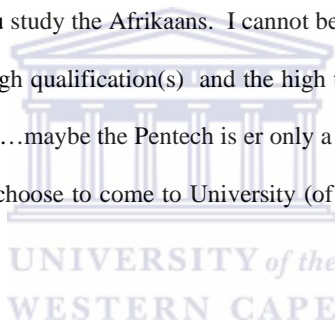 u study the Afrikaans. I cannot be
gh qualification(s) and the high
…maybe the Pentech is er only a
choose to come to University (of
UNIVERSITY of the
WESTERN CAPE